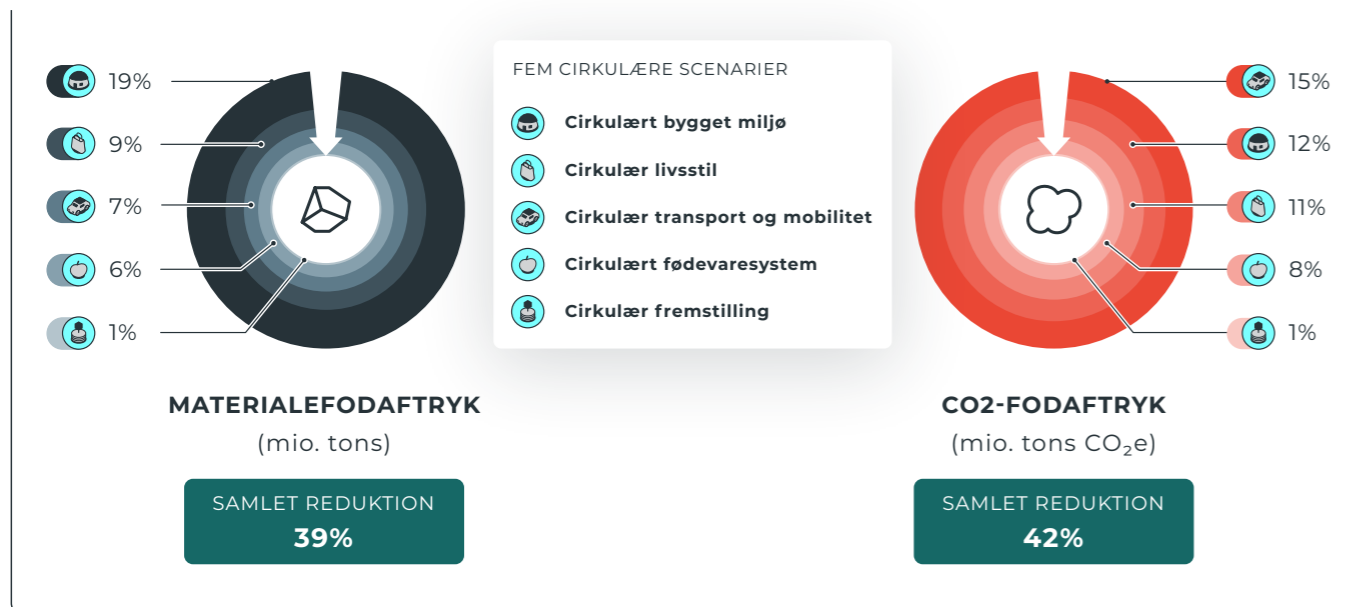 19%
9%
7%
6%
1%
MATERIALEFODAFTRYK
(mio. tons)
SAMLET REDUKTION
39%
FEM CIRKULÆRE SCENARIER
Cirkulært bygget miljø
Cirkulær livsstil
Cirkulær transport og mobilitet
Cirkulært fødevaresystem
Cirkulær fremstilling
15%
12%
11%
8%
1%
CO2-FODAFTRYK
(mio. tons CO₂e)
SAMLET REDUKTION
42%